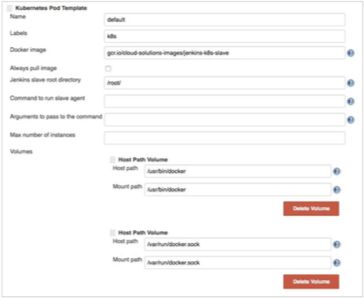 Kubernetes Pod Template
Name
default
Labels
k8s
Docker image
gcr.io/cloud-solutions-images/jenkins-k8s-slave
Always pull image
Jenkins slave root directory
/root/
Command to run slave agent
Arguments to pass to the command
Max number of instances
Volumes
Host Path Volume
Host path
/usr/bin/docker
Mount path
/usr/bin/docker
Delete Volume
Host Path Volume
Host path
/var/run/docker.sock
Mount path
/var/run/docker.sock
Delete Volume